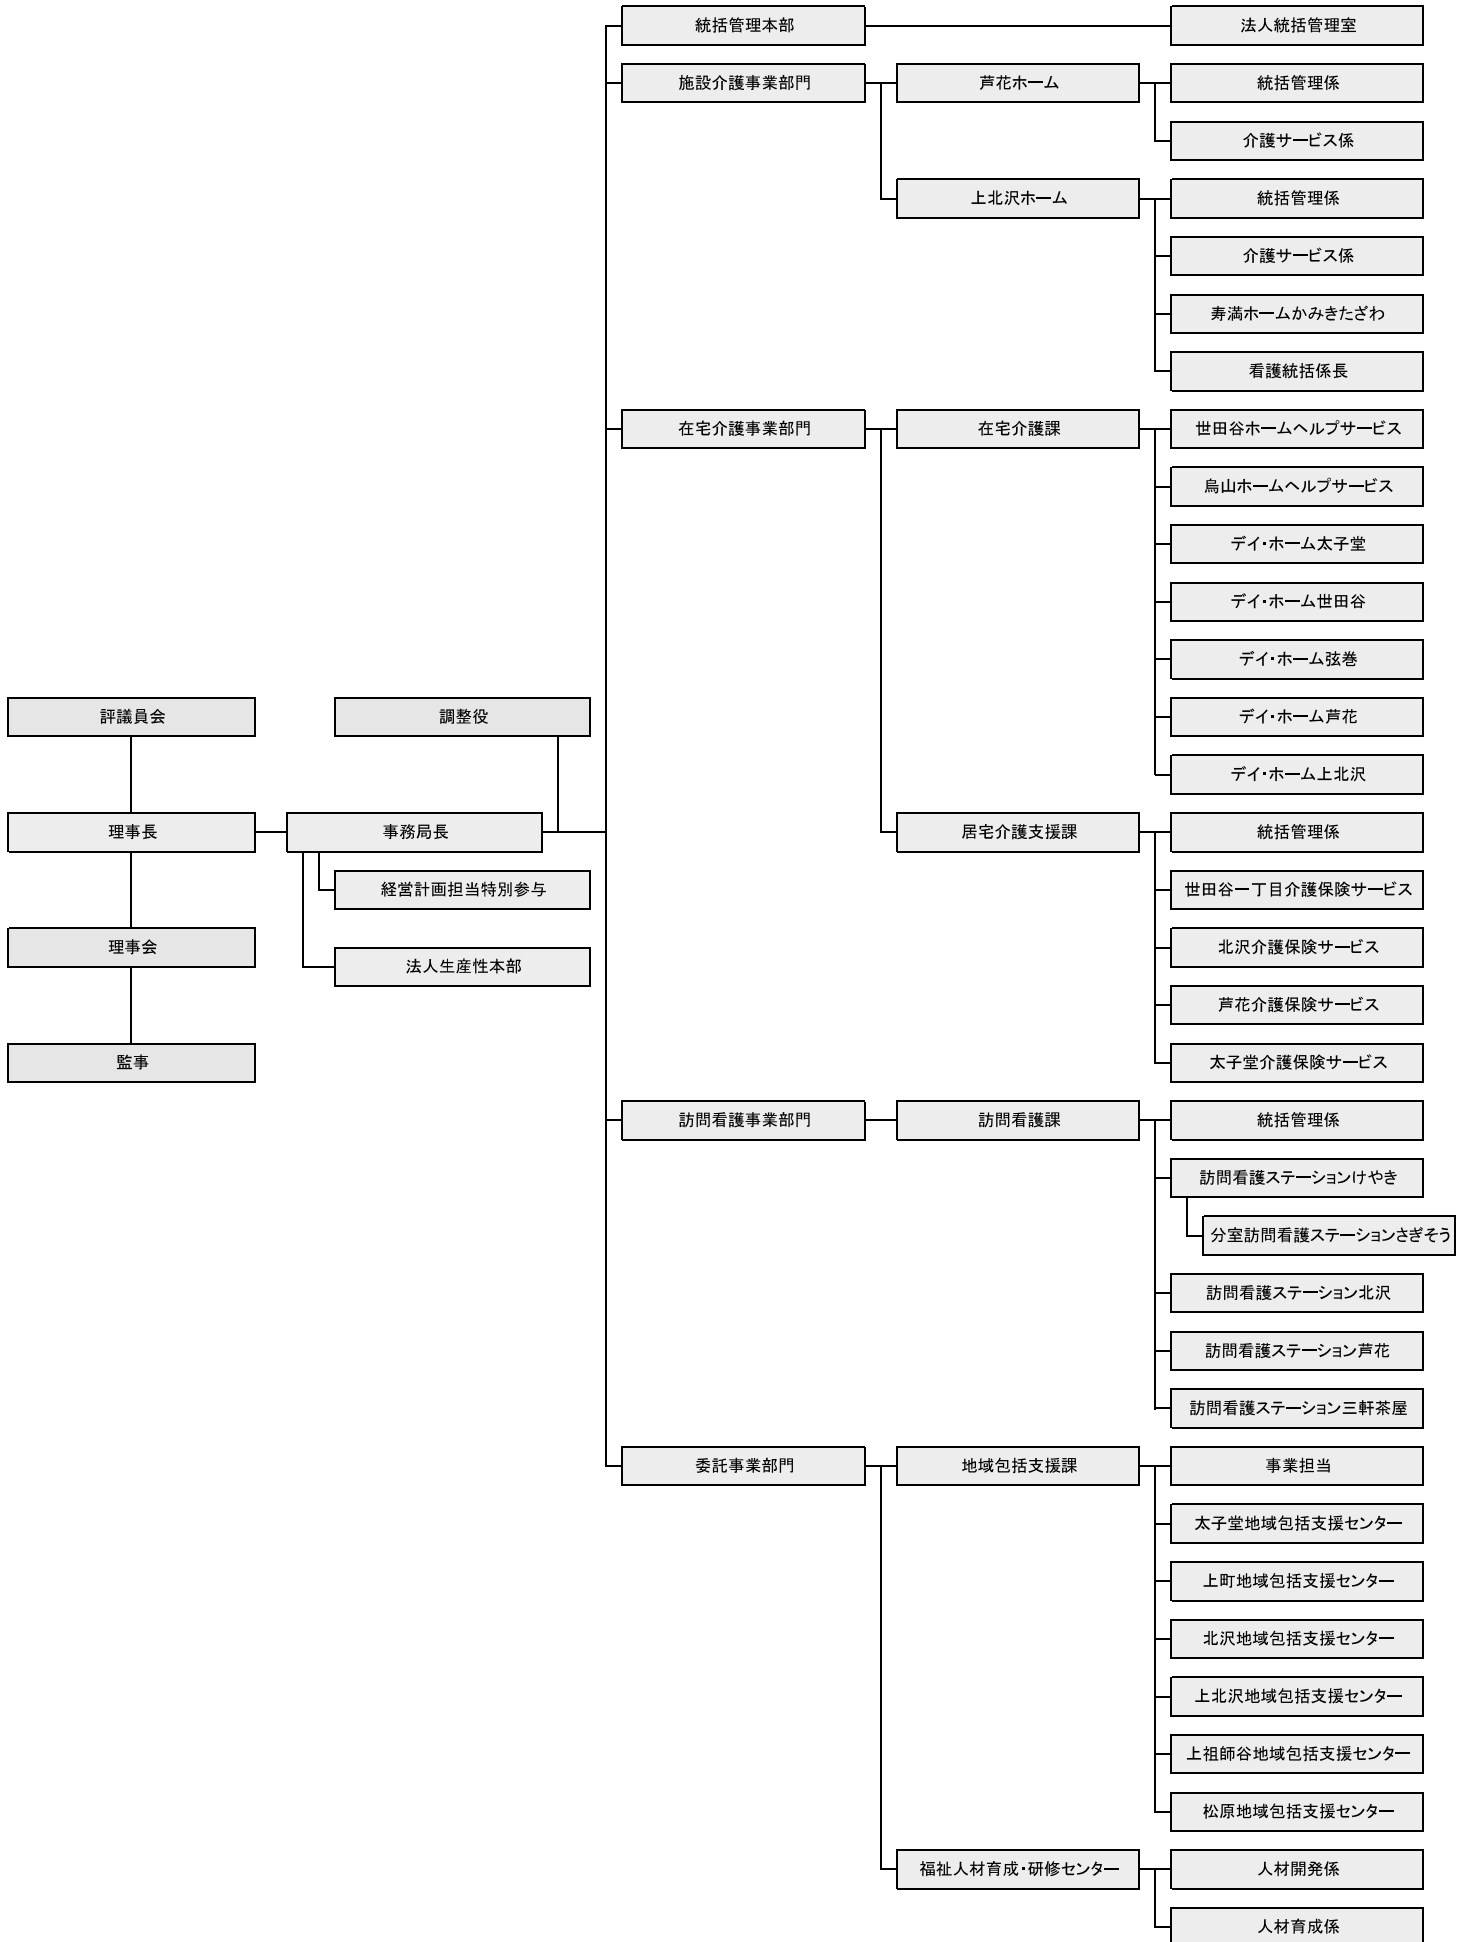 統括管理本部
法人統括管理室
施設介護事業部門
芦花ホーム
統括管理係
介護サービス係
上北沢ホーム
統括管理係
介護サービス係
寿満ホームかみきたざわ
看護統括係長
在宅介護事業部門
在宅介護課
世田谷ホームヘルプサービス
烏山ホームヘルプサービス
デイ・ホーム太子堂
デイ・ホーム世田谷
デイ・ホーム弦巻
評議員会
調整役
デイ・ホーム芦花
デイ・ホーム上北沢
理事長
事務局長
居宅介護支援課
統括管理係
経営計画担当特別参与
世田谷一丁目介護保険サービス
理事会
法人生産性本部
北沢介護保険サービス
芦花介護保険サービス
監事
太子堂介護保険サービス
訪問看護事業部門
訪問看護課
統括管理係
訪問看護ステーションけやき
分室訪問看護ステーションさぎそう
訪問看護ステーション北沢
訪問看護ステーション芦花
訪問看護ステーション三軒茶屋
委託事業部門
地域包括支援課
事業担当
太子堂地域包括支援センター
上町地域包括支援センター
北沢地域包括支援センター
上北沢地域包括支援センター
上祖師谷地域包括支援センター
松原地域包括支援センター
福祉人材育成・研修センター
人材開発係
人材育成係